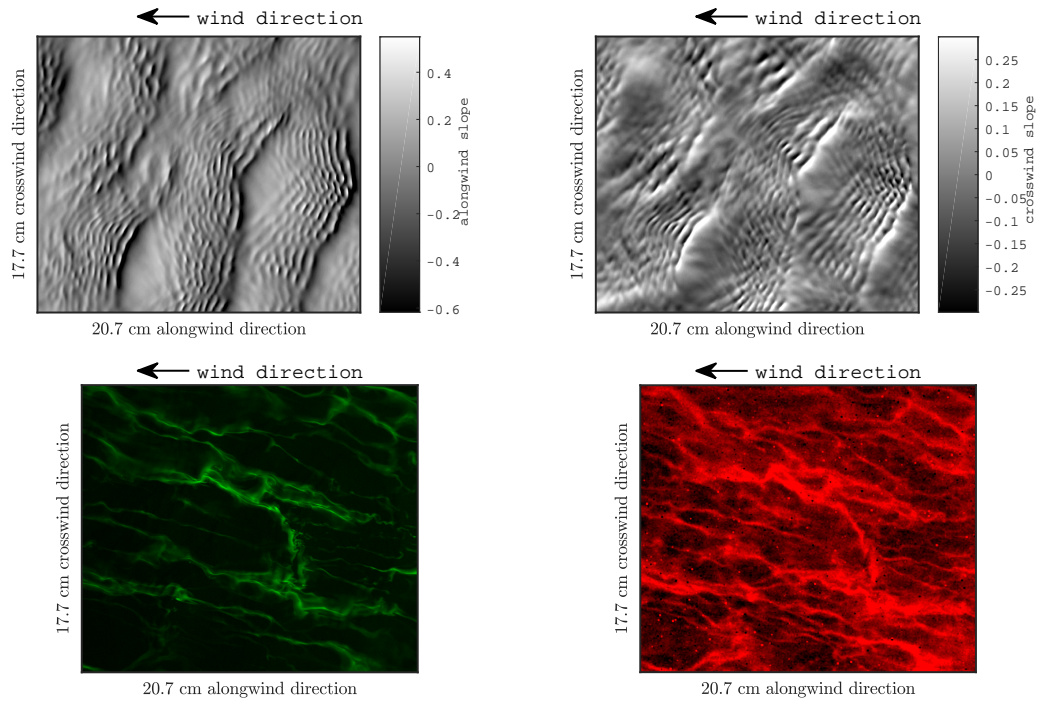 wind direction
wind direction
17.7 cm crosswind direction
0.4
0.2
0
-0.2
-0.4
-0.6
alongwind slope
20.7 cm alongwind direction
17.7 cm crosswind direction
0.25
0.2
0.15
0.1
0.05
0
-0.05
-0.1
-0.15
-0.2
-0.25
crosswind slope
20.7 cm alongwind direction
wind direction
wind direction
17.7 cm crosswind direction
20.7 cm alongwind direction
17.7 cm crosswind direction
20.7 cm alongwind direction